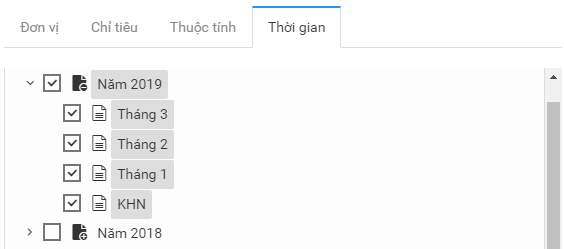 Đơn vị Chỉ tiêu Thuộc tính Thời gian
Năm 2019
Tháng 3
Tháng 2
Tháng 1
KHN
Năm 2018